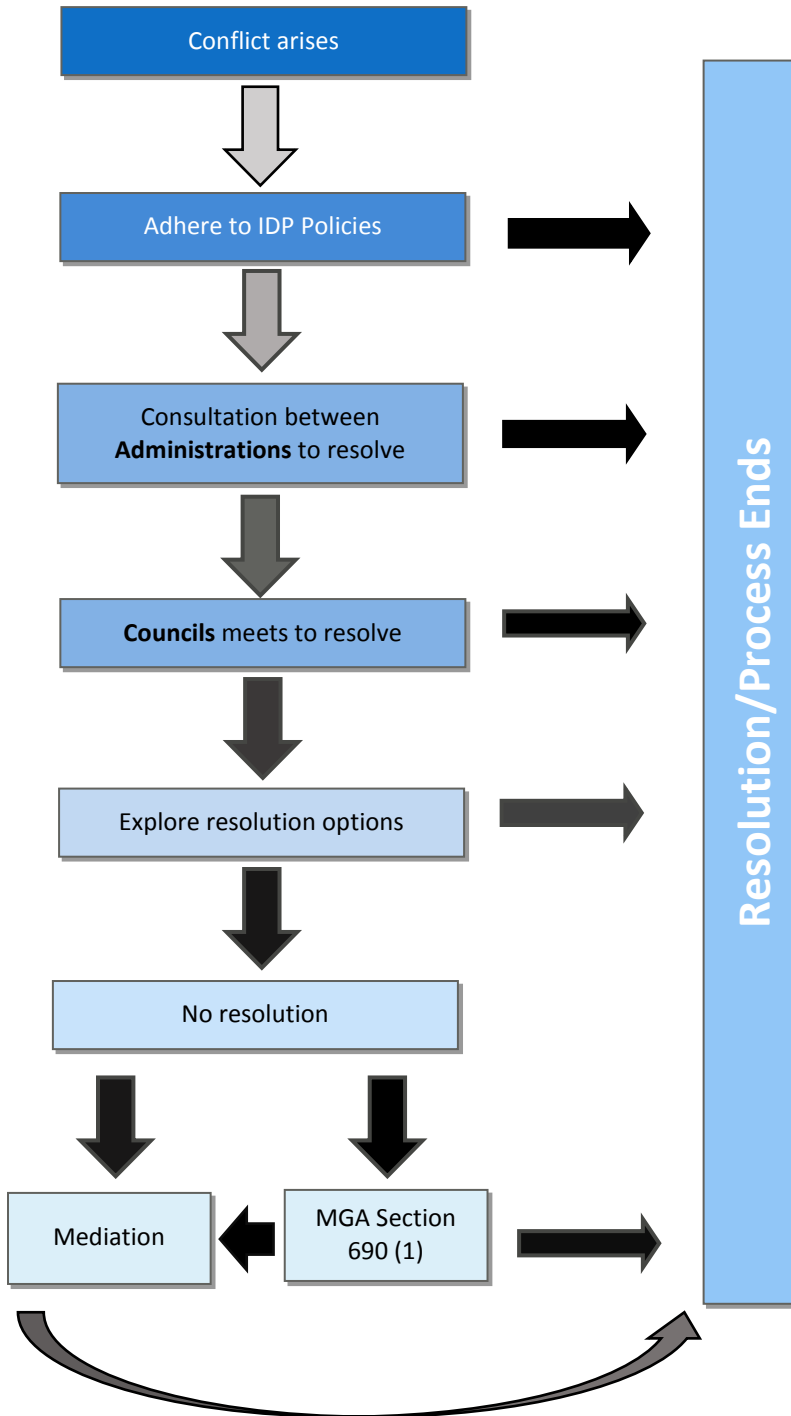 Conflict arises
Adhere to IDP Policies
Consultation between
Administrations to resolve
Councils meets to resolve
Explore resolution options
No resolution
Mediation
MGA Section
690 (1)
Resolution/Process Ends